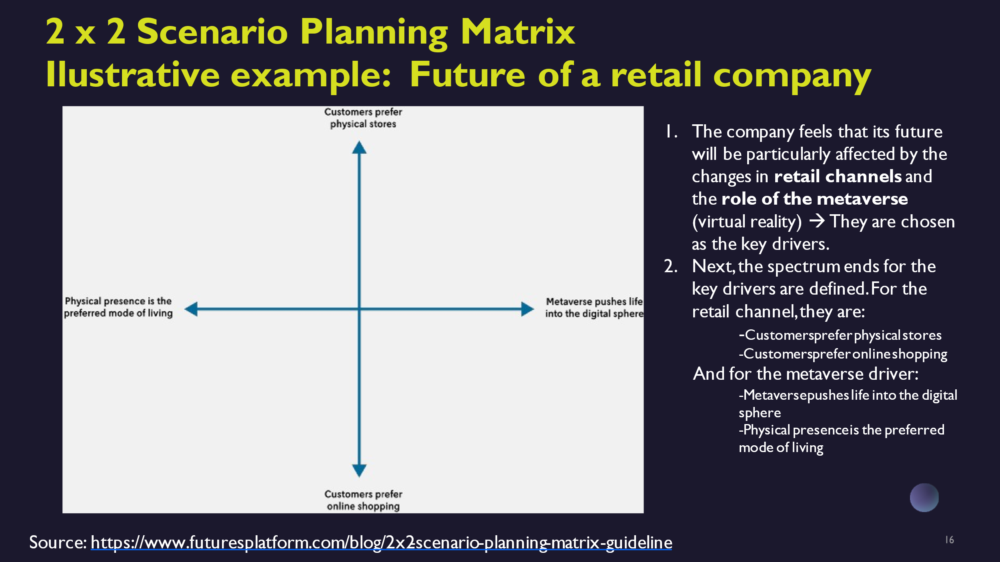 2 x 2 Scenario Planning Matrix
Ilustrative example: Future of a retail company
Customers prefer
physical stores
Physical presence is the
preferred mode of living
Metaverse pushes life
into the digital sphere
Customers prefer
online shopping
1. The company feels that its future
will be particularly affected by the
changes in retail channels and
the role of the metaverse
(virtual reality) → They are chosen
as the key drivers.
2. Next, the spectrum ends for the
key drivers are defined. For the
retail channel, they are:
-Customers prefer physical stores
-Customers prefer online shopping
And for the metaverse driver:
-Metaverse pushes life into the digital
sphere
-Physical presence is the preferred
mode of living
Source: https://www.futuresplatform.com/blog/2x2-scenario-planning-matrix-guideline
16